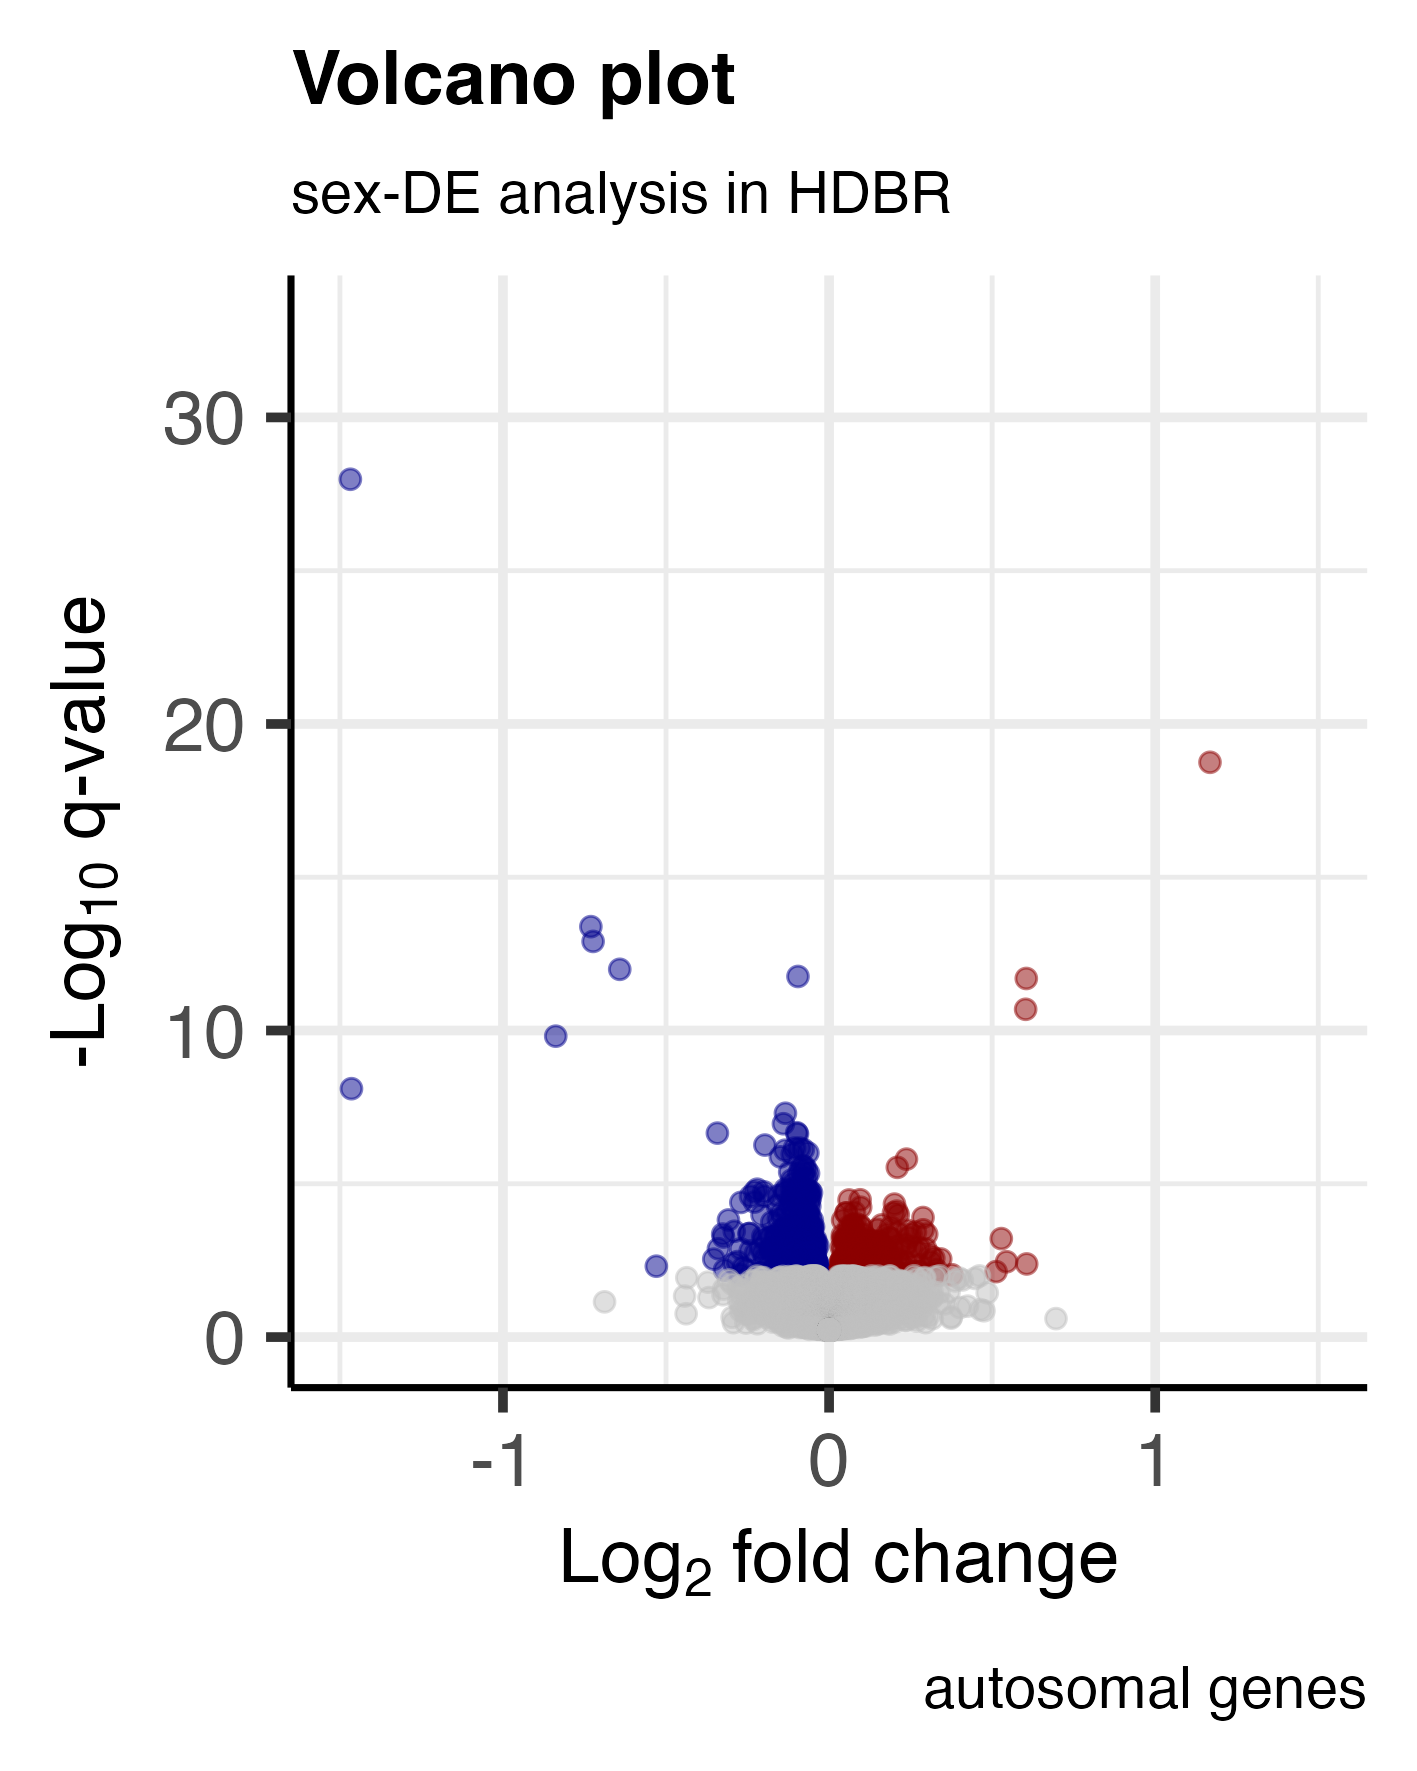 Volcano plot
sex-DE analysis in HDBR
30
20
10
0
-Log₁₀ q-value
-1 0 1
Log₂ fold change
autosomal genes